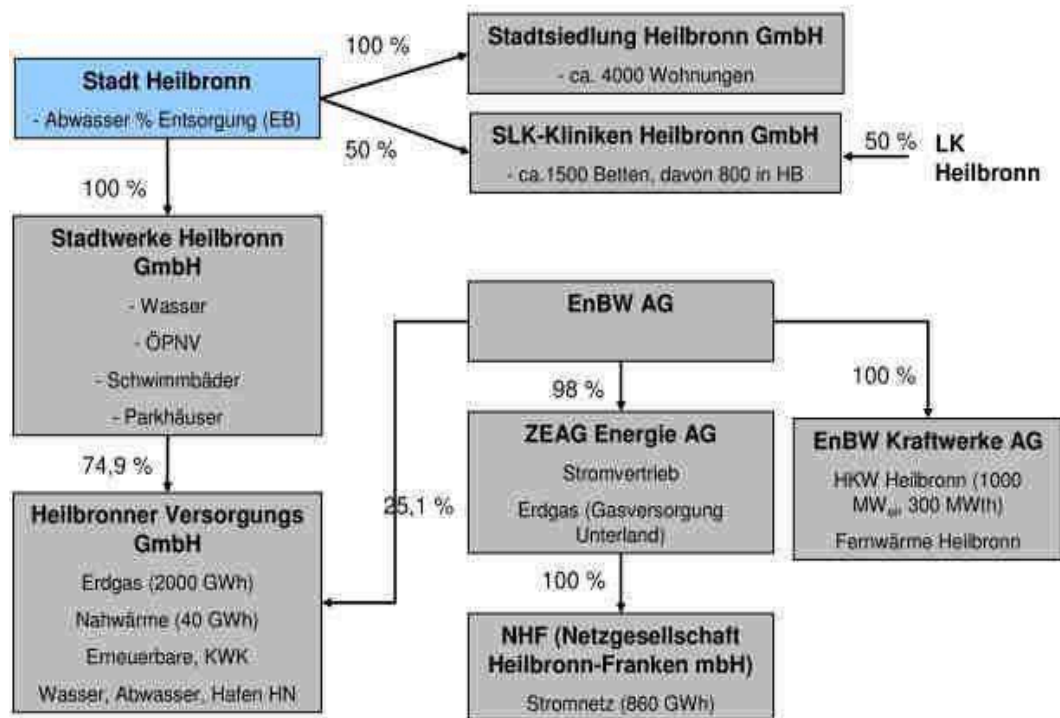 Stadt Heilbronn
- Abwasser % Entsorgung (EB)
100 %
Stadtsiedlung Heilbronn GmbH
- ca. 4000 Wohnungen
50 %
SLK-Kliniken Heilbronn GmbH
- ca.1500 Betten, davon 800 in HB
50 %
LK
Heilbronn
100 %
Stadtwerke Heilbronn
GmbH
- Wasser
- ÖPNV
- Schwimmbäder
- Parkhäuser
74,9 %
Heilbronner Versorgungs
GmbH
Erdgas (2000 GWh)
Nahwärme (40 GWh)
Erneuerbare, KWK
Wasser, Abwasser, Hafen HN
EnBW AG
25,1 %
98 %
ZEAG Energie AG
Stromvertrieb
Erdgas (Gasversorgung
Unterland)
100 %
NHF (Netzgesellschaft
Heilbronn-Franken mbH)
Stromnetz (860 GWh)
100 %
EnBW Kraftwerke AG
HKW Heilbronn (1000
MW 300 MWth)
Fernwärme Heilbronn